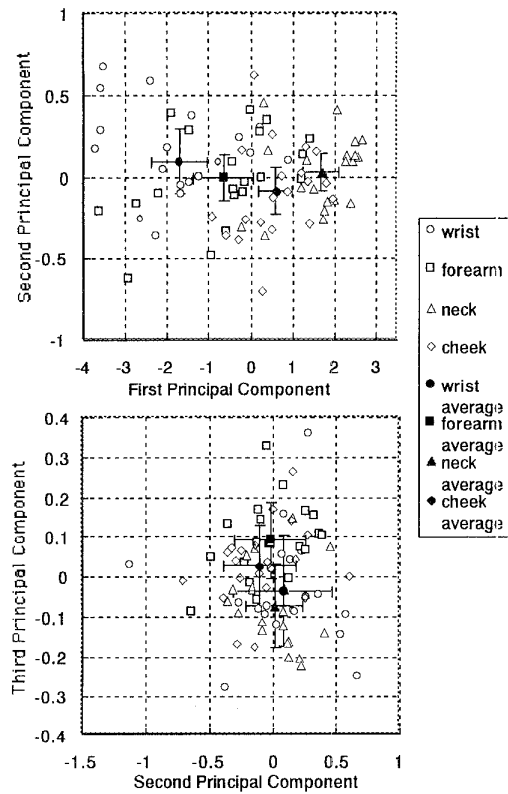 1
0.5
0
-0.5
-1
Second Principal Component
-4 -3 -2 -1 0 1 2 3
First Principal Component
wrist
forearm
neck
cheek
wrist
average
forearm
average
neck
average
cheek
average
0.4
0.3
0.2
0.1
0
-0.1
-0.2
-0.3
-0.4
Third Principal Component
-1.5 -1 -0.5 0 0.5 1
Second Principal Component